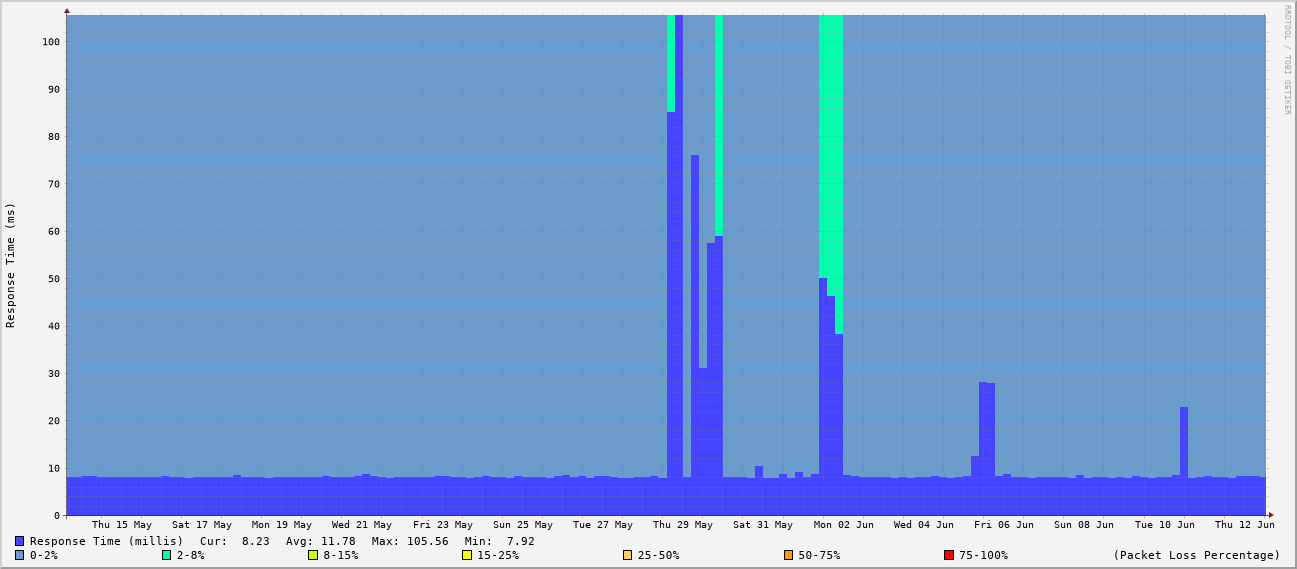 RRDTOOL / TOBI OETIKER
Response Time (ms)
100
90
80
70
60
50
40
30
20
10
0
Thu 15 May Sat 17 May Mon 19 May Wed 21 May Fri 23 May Sun 25 May Tue 27 May Thu 29 May Sat 31 May Mon 02 Jun Wed 04 Jun Fri 06 Jun Sun 08 Jun Tue 10 Jun Thu 12 Jun
Response Time (millis) Cur: 8.23 Avg: 11.78 Max: 105.56 Min: 7.92
0-2% 2-8% 8-15% 15-25% 25-50% 50-75% 75-100% (Packet Loss Percentage)